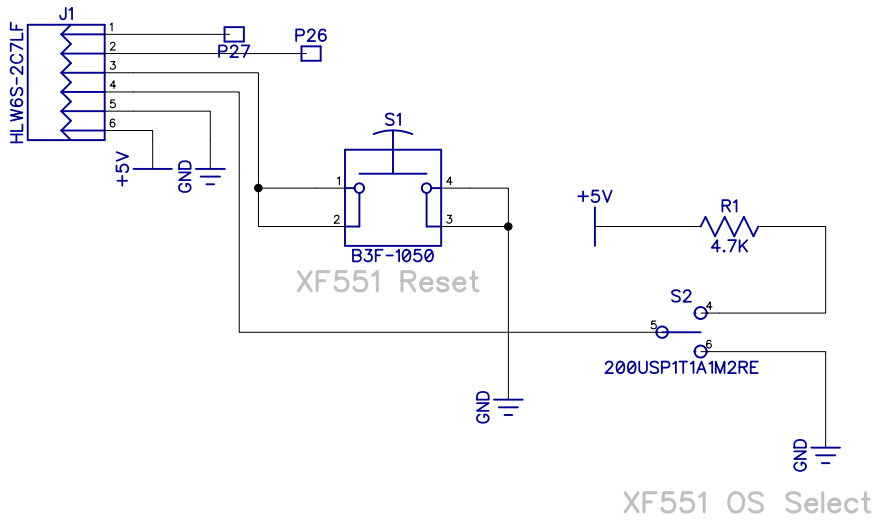 J1
HLW6S-2C7LF
1
2
3
4
5
6
P27
P26
+5V
GND
S1
1
2
4
3
B3F-1050
XF551 Reset
GND
+5V
R1
4.7K
S2
5
4
6
200USP1T1A1M2RE
GND
XF551 OS Select